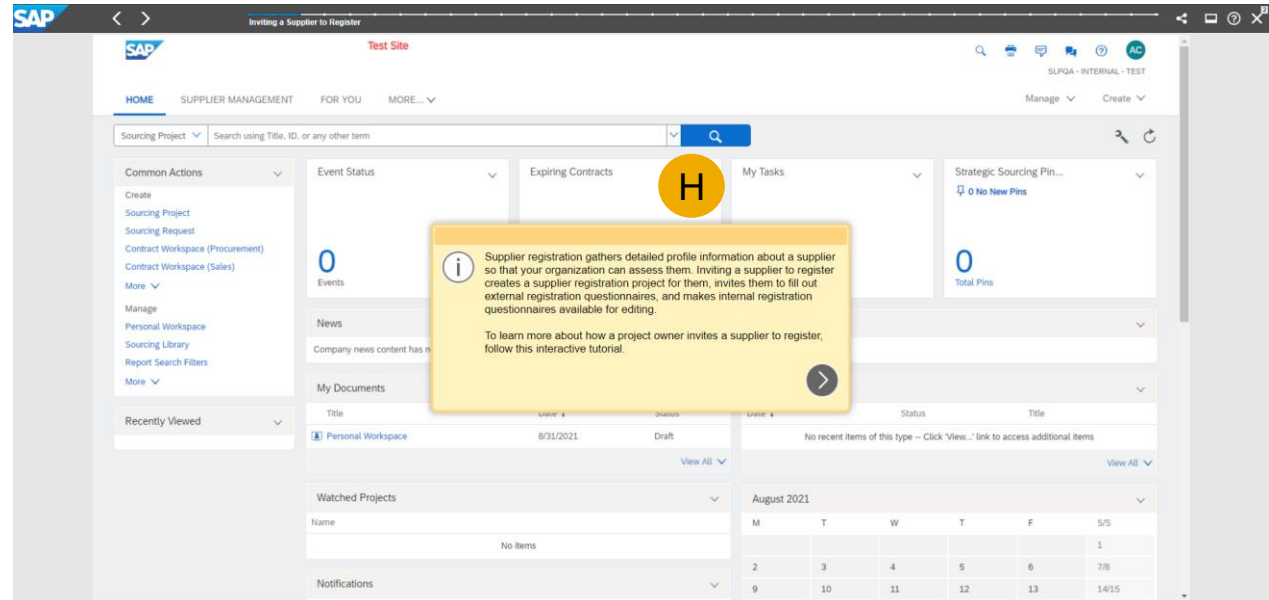 SAP
Inviting a Supplier to Register
SAP
Test Site
AC
SLPQA - INTERNAL - TEST
HOME SUPPLIER MANAGEMENT FOR YOU MORE... Manage Create
Sourcing Project Search using Title, ID, or any other term
Common Actions
Create
Sourcing Project
Sourcing Request
Contract Workspace (Procurement)
Contract Workspace (Sales)
More
Manage
Personal Workspace
Sourcing Library
Report Search Filters
More
Recently Viewed
Event Status
0
Events
Expiring Contracts
H
My Tasks
Strategic Sourcing Pin...
0 No New Pins
0
Total Pins
Supplier registration gathers detailed profile information about a supplier
so that your organization can assess them. Inviting a supplier to register
creates a supplier registration project for them, invites them to fill out
external registration questionnaires, and makes internal registration
questionnaires available for editing.
To learn more about how a project owner invites a supplier to register,
follow this interactive tutorial.
News
Company news content has n
My Documents
Title Date Status
Personal Workspace 8/31/2021 Draft
View All
Date Status Title
No recent items of this type -- Click 'View...' link to access additional items
View All
Watched Projects
Name
No items
Notifications
August 2021
M T W T F S/S
1
2 3 4 5 6 7/8
9 10 11 12 13 14/15